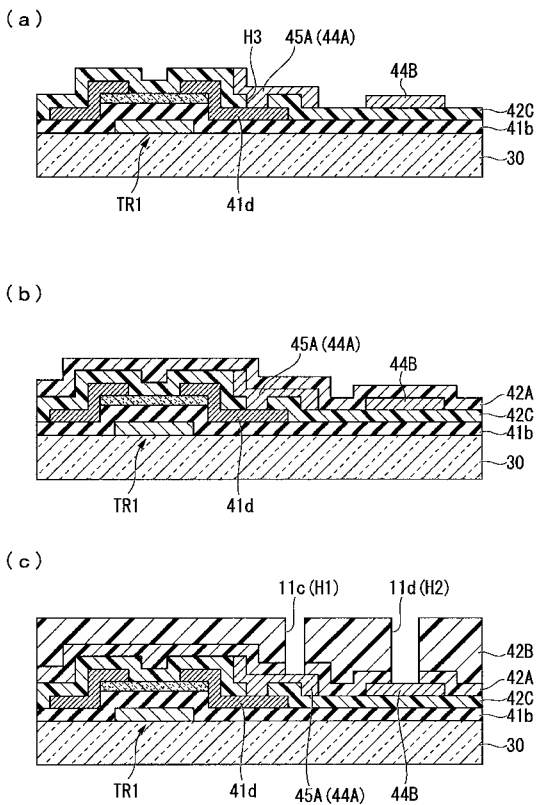 (a)
H3
45A(44A)
44B
42C
41b
30
TR1
41d
(b)
45A(44A)
44B
42A
42C
41b
30
TR1
41d
(c)
11c(H1)
11d(H2)
42B
42A
42C
41b
30
TR1
41d
45A(44A)
44B